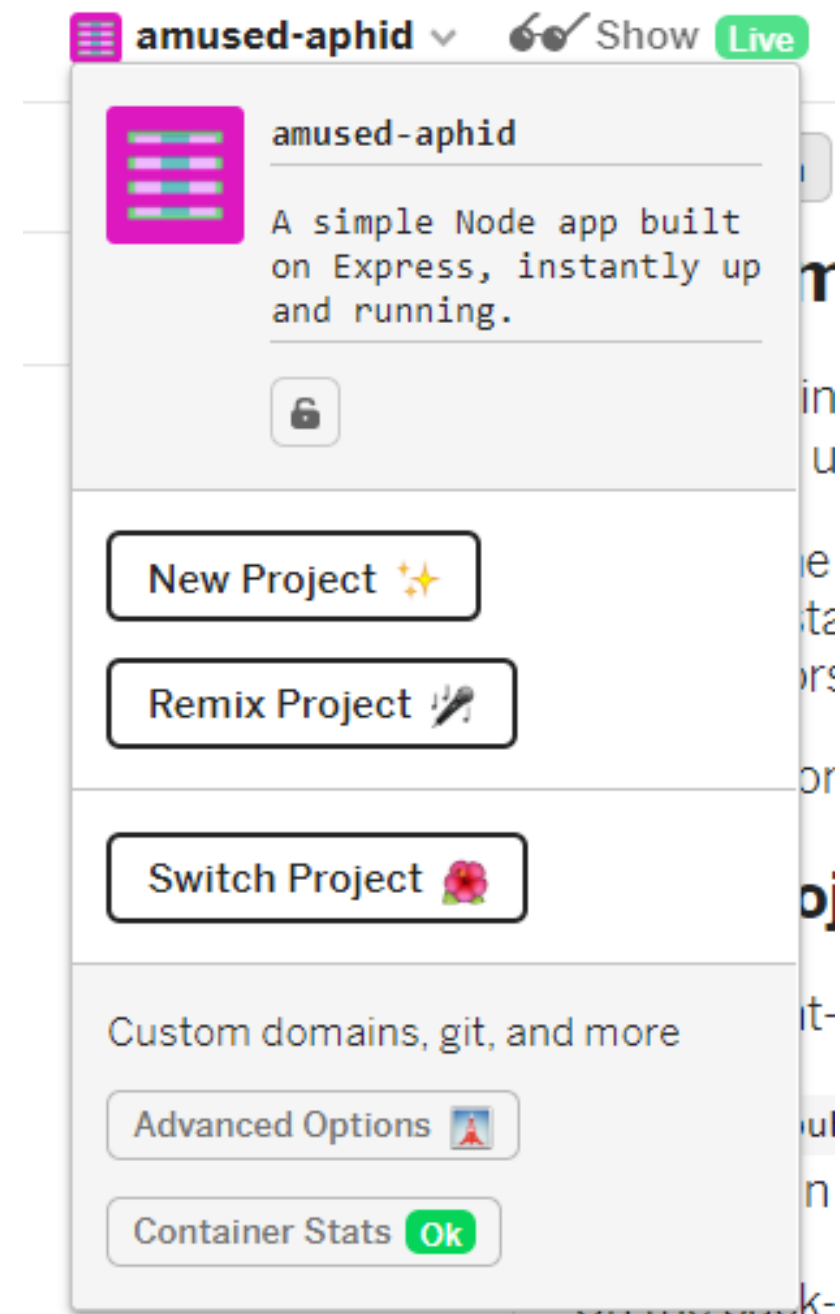 amused-aphid Show Live
amused-aphid
A simple Node app built
on Express, instantly up
and running.
New Project
Remix Project
Switch Project
Custom domains, git, and more
Advanced Options
Container Stats Ok